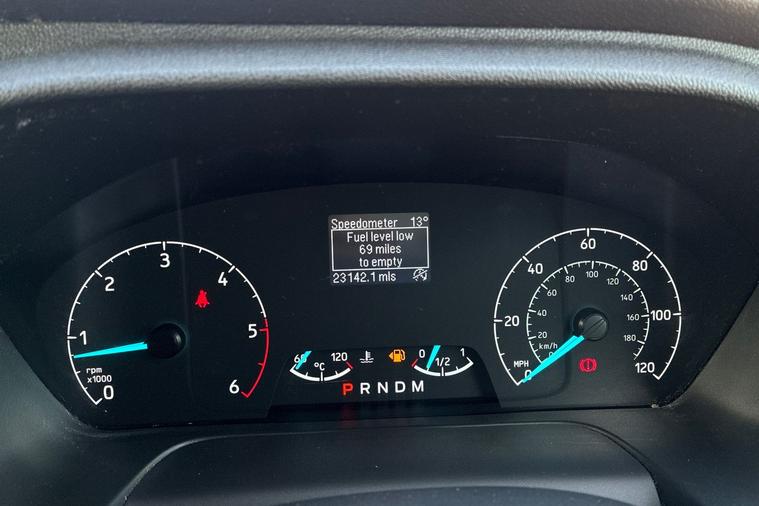 Speedometer 13°
Fuel level low
69 miles
to empty
23142.1 mls
0 1 2 3 4 5 6
rpm
x1000
60 120
°C
0 1/2 1
P R N D M
0 20 40 60 80 100 120
MPH
0 20 40 60 80 100 120 140 160 180
km/h